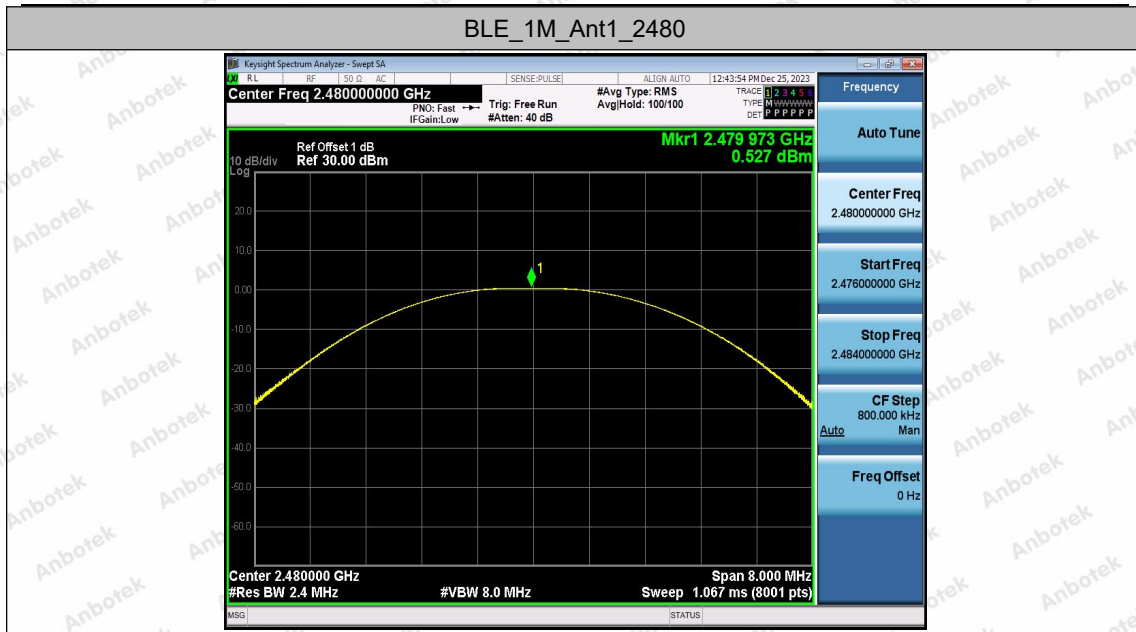 BLE_1M_Ant1_2480
Keysight Spectrum Analyzer - Swept SA
RL RF 50 Ω AC SENSE:PULSE ALIGN AUTO 12:43:54 PM Dec 25, 2023
Center Freq 2.480000000 GHz
PNO: Fast
IFGain:Low
Trig: Free Run
#Atten: 40 dB
#Avg Type: RMS
Avg|Hold: 100/100
TRACE 1 2 3 4 5 6
TYPE MWWWWW
DET P P P P P P
Frequency
Auto Tune
Center Freq
2.480000000 GHz
Start Freq
2.476000000 GHz
Stop Freq
2.484000000 GHz
CF Step
800.000 kHz
Auto Man
Freq Offset
0 Hz
Mkr1 2.479 973 GHz
0.527 dBm
Ref Offset 1 dB
10 dB/div Ref 30.00 dBm
Log
20.0
10.0
0.00
-10.0
-20.0
-30.0
-40.0
-50.0
-60.0
1
Center 2.480000 GHz Span 8.000 MHz
#Res BW 2.4 MHz #VBW 8.0 MHz Sweep 1.067 ms (8001 pts)
MSG STATUS
Anbotek